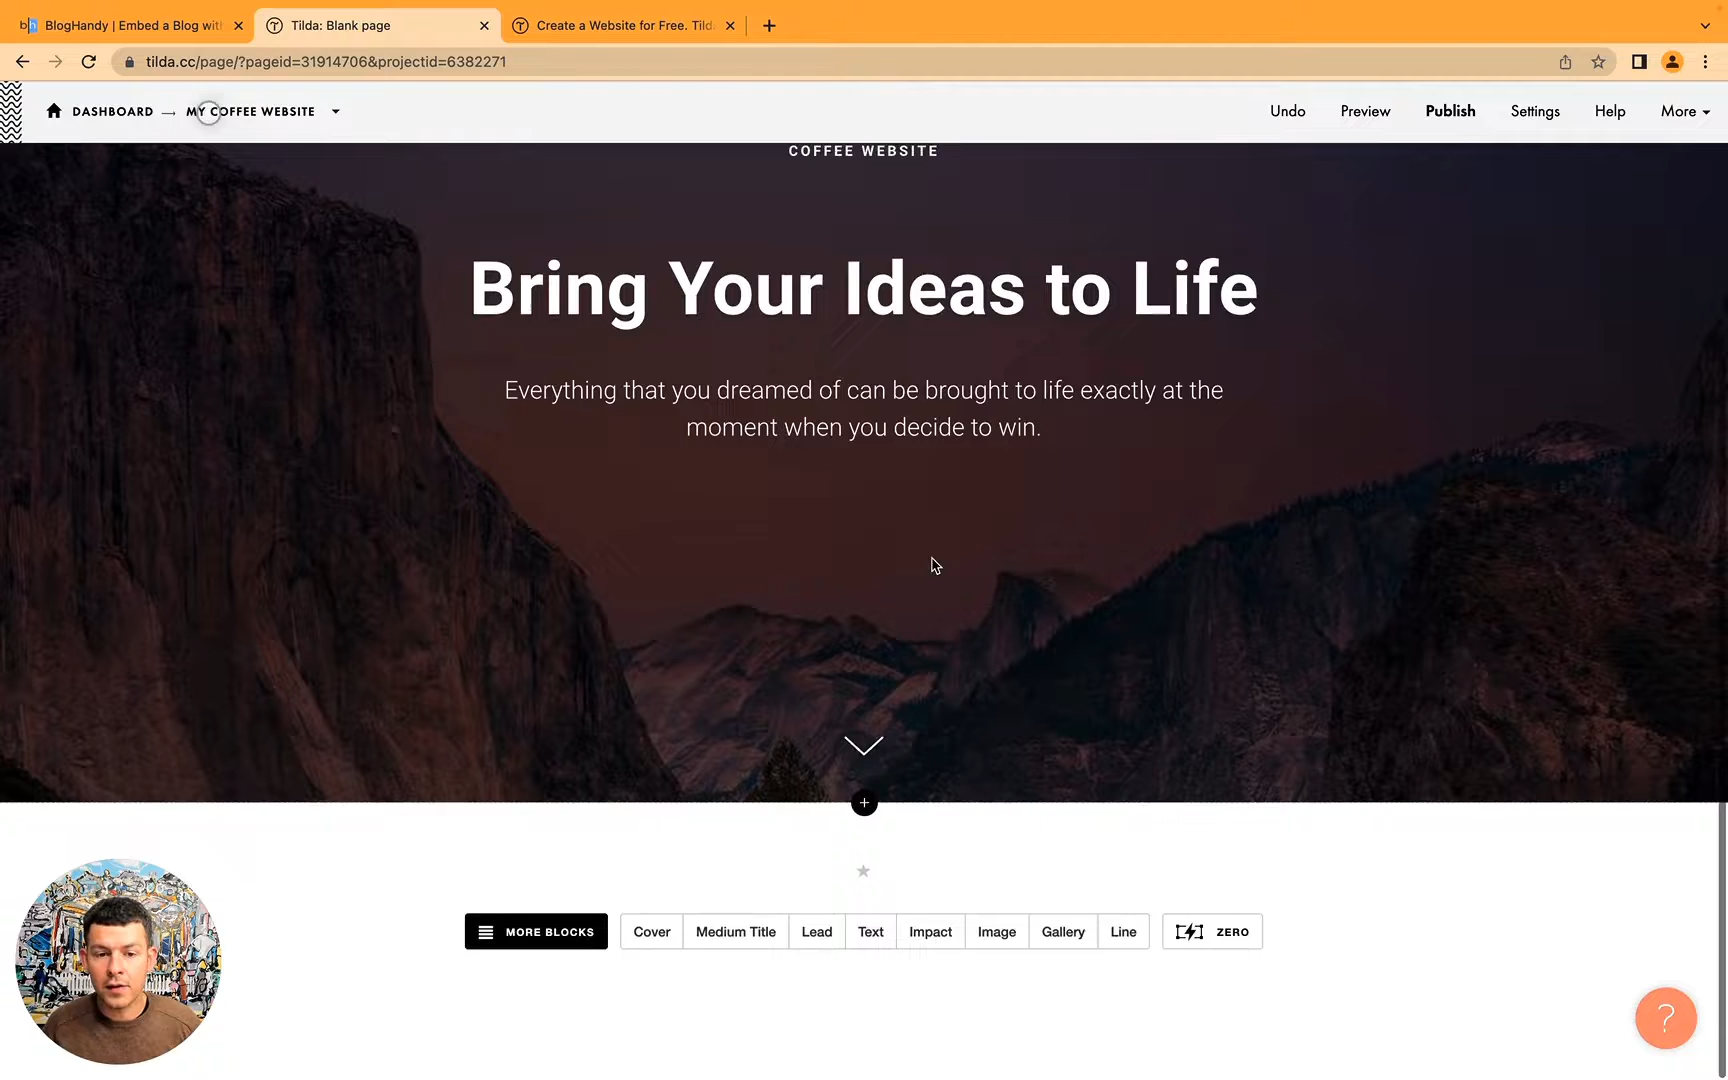 BlogHandy | Embed a Blog with
Tilda: Blank page
Create a Website for Free. Tild
tilda.cc/page/?pageid=31914706&projectid=6382271
DASHBOARD → MY COFFEE WEBSITE
Undo
Preview
Publish
Settings
Help
More
COFFEE WEBSITE
Bring Your Ideas to Life
Everything that you dreamed of can be brought to life exactly at the
moment when you decide to win.
+
MORE BLOCKS
Cover
Medium Title
Lead
Text
Impact
Image
Gallery
Line
ZERO
?